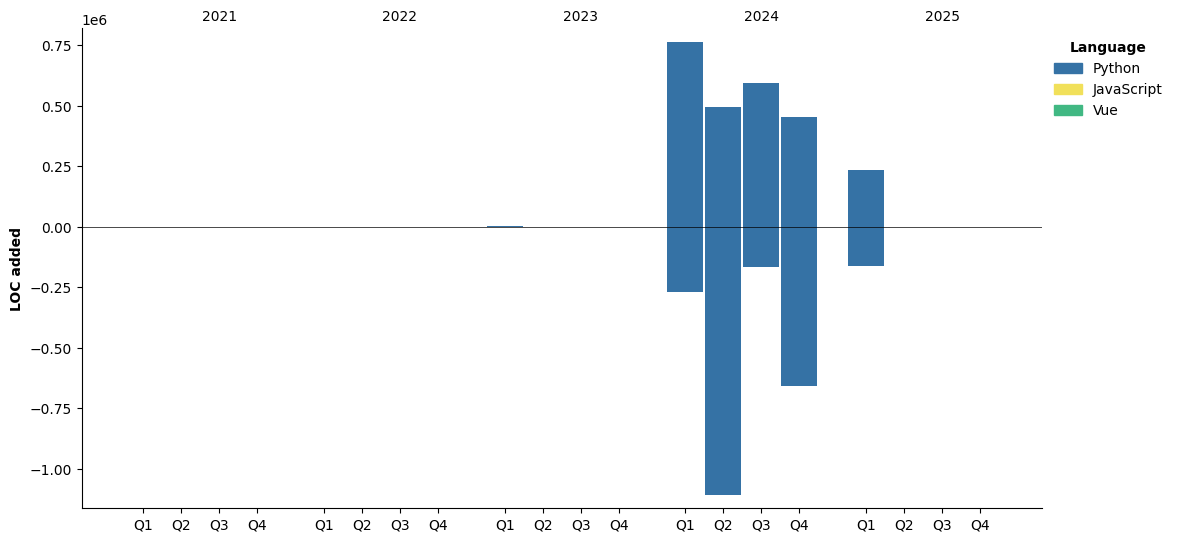 2021 2022 2023 2024 2025
1e6
0.75
0.50
0.25
0.00
−0.25
−0.50
−0.75
−1.00
LOC added
Q1 Q2 Q3 Q4 Q1 Q2 Q3 Q4 Q1 Q2 Q3 Q4 Q1 Q2 Q3 Q4 Q1 Q2 Q3 Q4
Language
Python
JavaScript
Vue